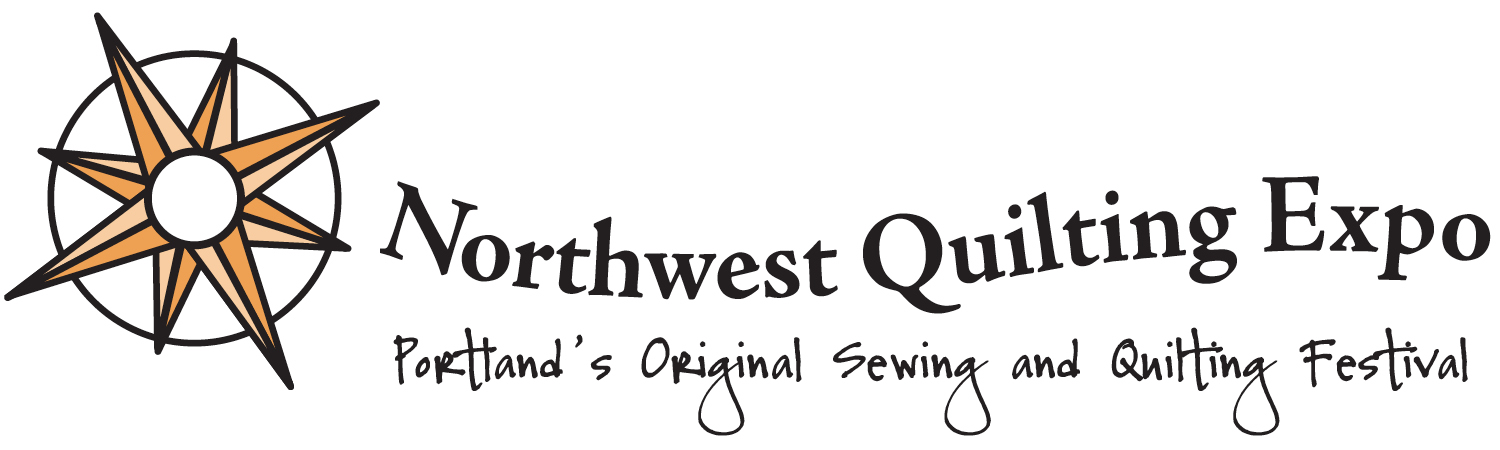 Northwest Quilting Expo
Portland's Original Sewing and Quilting Festival